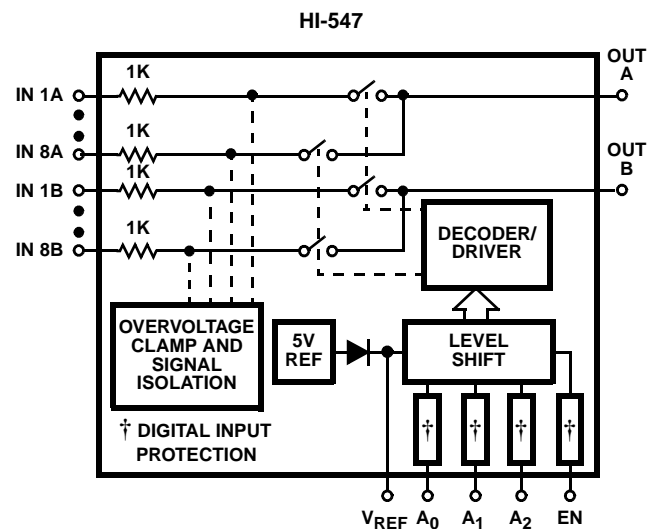 HI-547
OUT
A
1K
IN 1A
1K
IN 8A
OUT
B
1K
IN 1B
1K
IN 8B
DECODER/
DRIVER
OVERVOLTAGE
CLAMP AND
SIGNAL
ISOLATION
5V
REF
LEVEL
SHIFT
† † † †
† DIGITAL INPUT
PROTECTION
VREF A0 A1 A2 EN